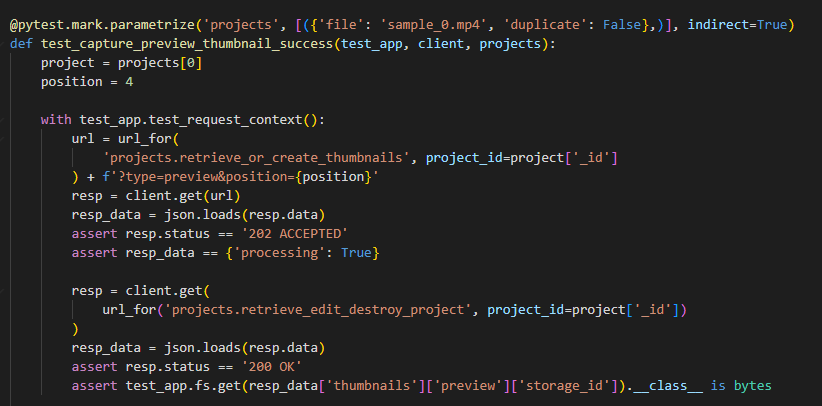 @pytest.mark.parametrize('projects', [({'file': 'sample_0.mp4', 'duplicate': False},)], indirect=True)
def test_capture_preview_thumbnail_success(test_app, client, projects):
    project = projects[0]
    position = 4

    with test_app.test_request_context():
        url = url_for(
            'projects.retrieve_or_create_thumbnails', project_id=project['_id']
        ) + f'?type=preview&position={position}'
        resp = client.get(url)
        resp_data = json.loads(resp.data)
        assert resp.status == '202 ACCEPTED'
        assert resp_data == {'processing': True}

        resp = client.get(
            url_for('projects.retrieve_edit_destroy_project', project_id=project['_id'])
        )
        resp_data = json.loads(resp.data)
        assert resp.status == '200 OK'
        assert test_app.fs.get(resp_data['thumbnails']['preview']['storage_id']).__class__ is bytes